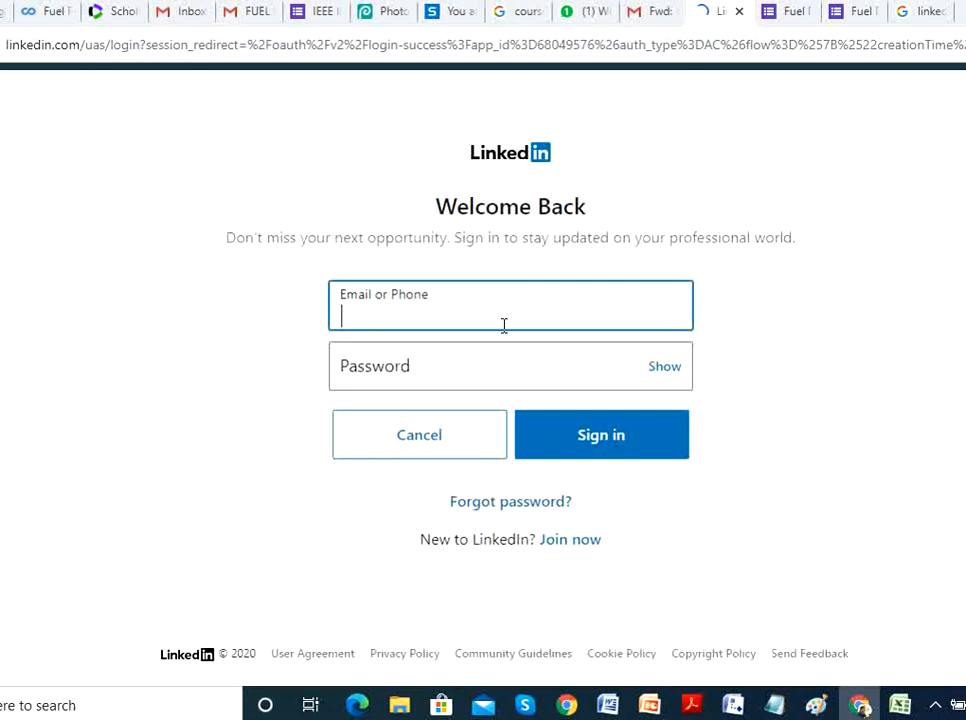 Fuel Schol Inbox FUEL IEEE Photo You a cours (1) W Fwd: Li Fuel Fuel linkec
linkedin.com/uas/login?session_redirect=%2Foauth%2Fv2%2Flogin-success%3Fapp_id%3D68049576%26auth_type%3DAC%26flow%3D%257B%2522creationTime%
Linked in
Welcome Back
Don't miss your next opportunity. Sign in to stay updated on your professional world.
Email or Phone
Password Show
Cancel Sign in
Forgot password?
New to LinkedIn? Join now
Linked in © 2020 User Agreement Privacy Policy Community Guidelines Cookie Policy Copyright Policy Send Feedback
ere to search